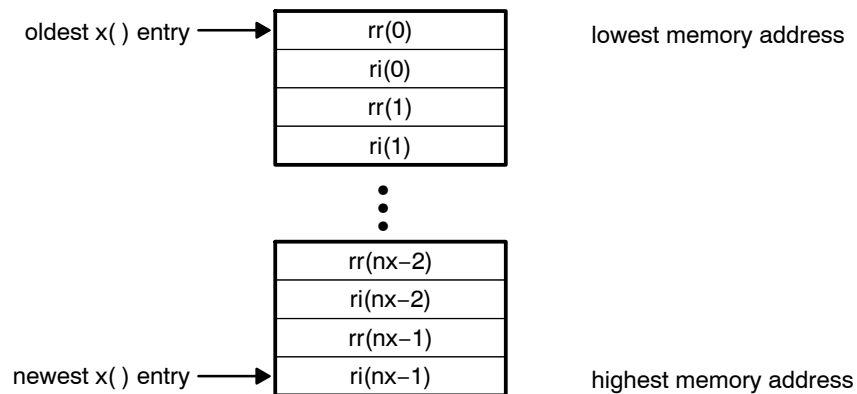 oldest x( ) entry rr(0) lowest memory address
ri(0)
rr(1)
ri(1)
rr(nx−2)
ri(nx−2)
rr(nx−1)
newest x( ) entry ri(nx−1) highest memory address